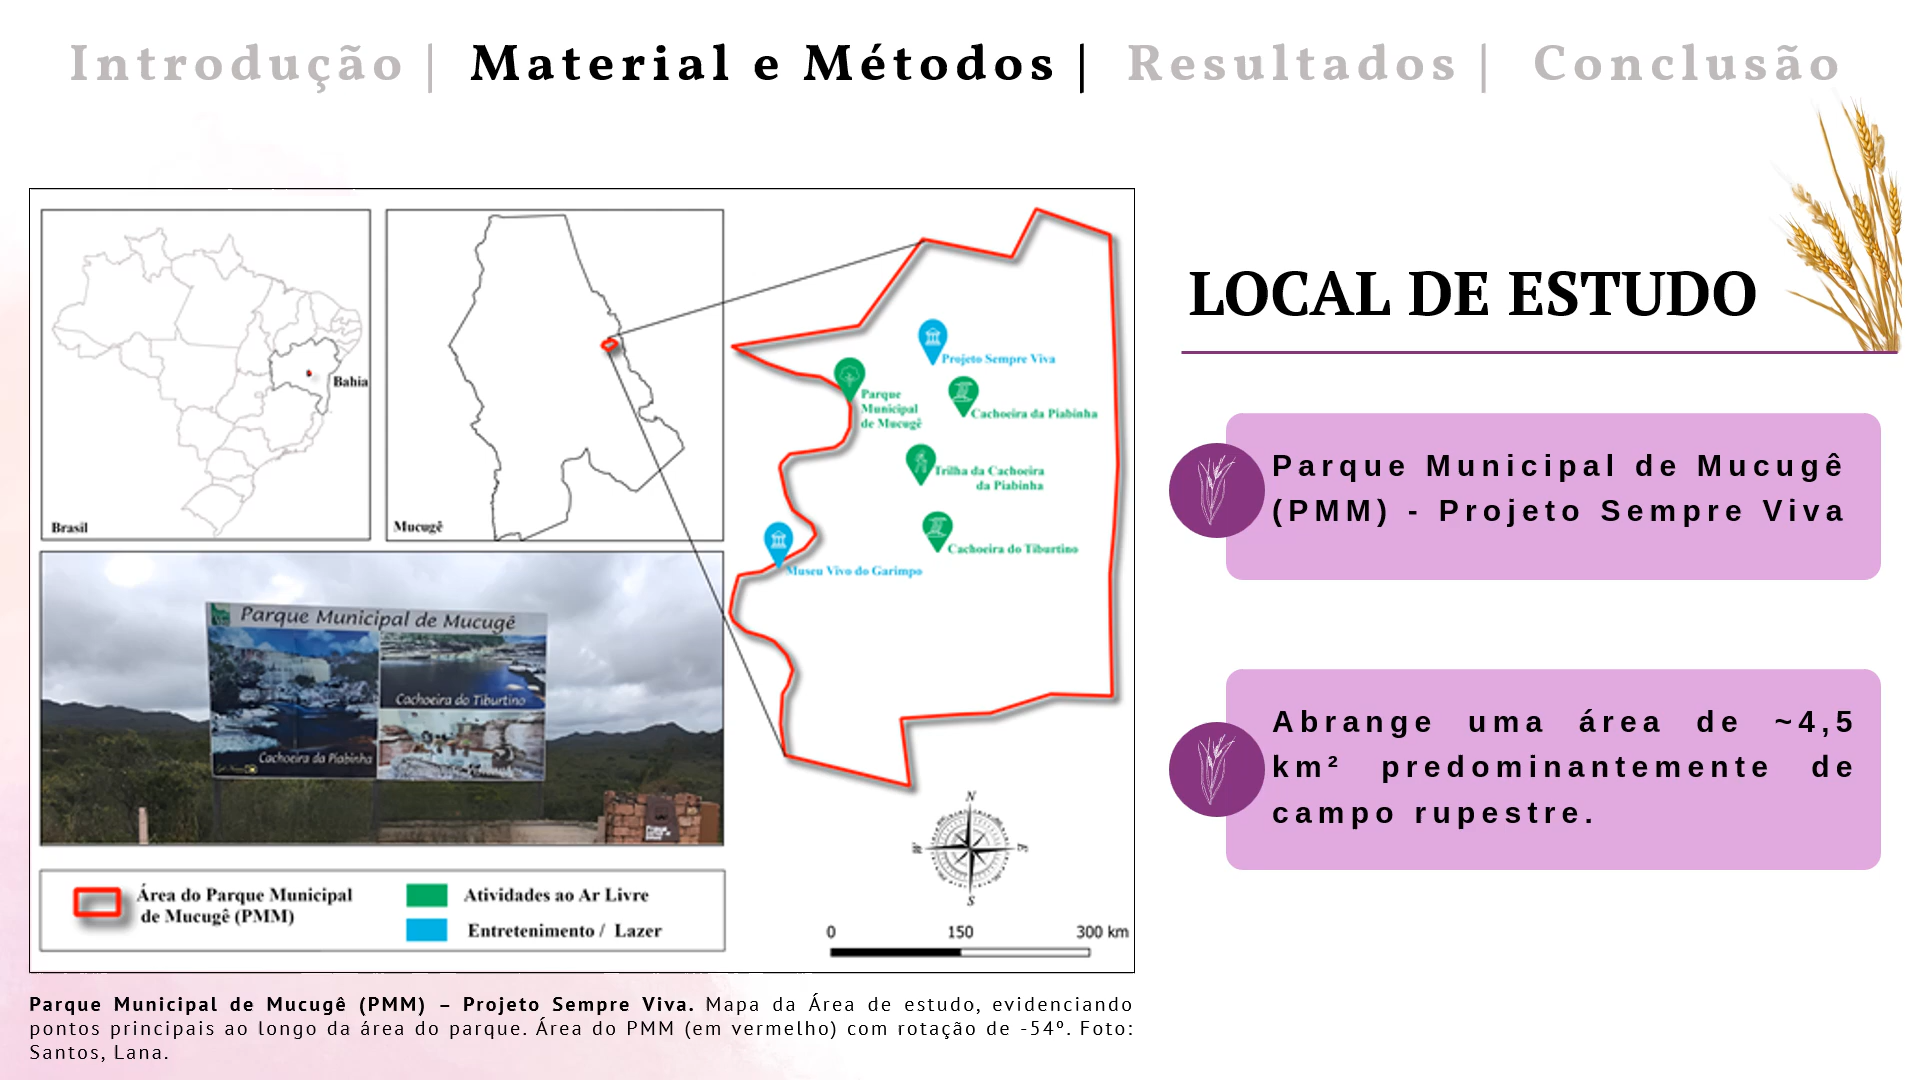 Introdução | Material e Métodos | Resultados | Conclusão
LOCAL DE ESTUDO
Parque Municipal de Mucugê
(PMM) - Projeto Sempre Viva
Abrange uma área de ~4,5
km² predominantemente de
campo rupestre.
Brasil
Bahia
Mucugê
Projeto Sempre Viva
Parque
Municipal
de Mucugê
Cachoeira da Piabinha
Trilha da Cachoeira
da Piabinha
Cachoeira do Tiburtino
Museu Vivo do Garimpo
Parque Municipal de Mucugê
Cachoeira do Tiburtino
Cachoeira da Piabinha
N
W
E
S
0 150 300 km
Área do Parque Municipal
de Mucugê (PMM)
Atividades ao Ar Livre
Entretenimento / Lazer
Parque Municipal de Mucugê (PMM) – Projeto Sempre Viva. Mapa da Área de estudo, evidenciando
pontos principais ao longo da área do parque. Área do PMM (em vermelho) com rotação de -54º. Foto:
Santos, Lana.